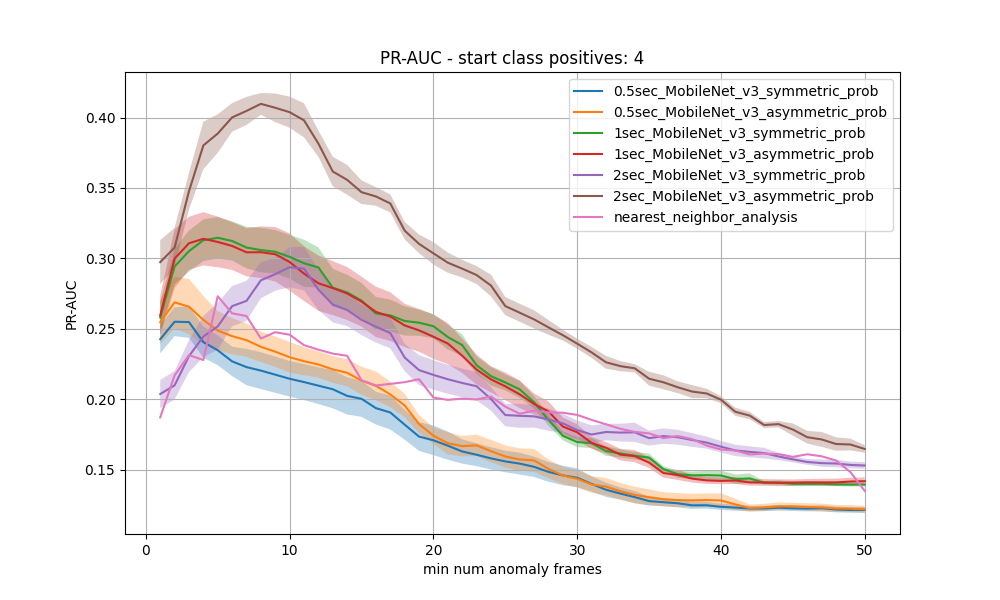 PR-AUC - start class positives: 4
0.5sec_MobileNet_v3_symmetric_prob
0.5sec_MobileNet_v3_asymmetric_prob
1sec_MobileNet_v3_symmetric_prob
1sec_MobileNet_v3_asymmetric_prob
2sec_MobileNet_v3_symmetric_prob
2sec_MobileNet_v3_asymmetric_prob
nearest_neighbor_analysis
PR-AUC
0.40
0.35
0.30
0.25
0.20
0.15
0 10 20 30 40 50
min num anomaly frames